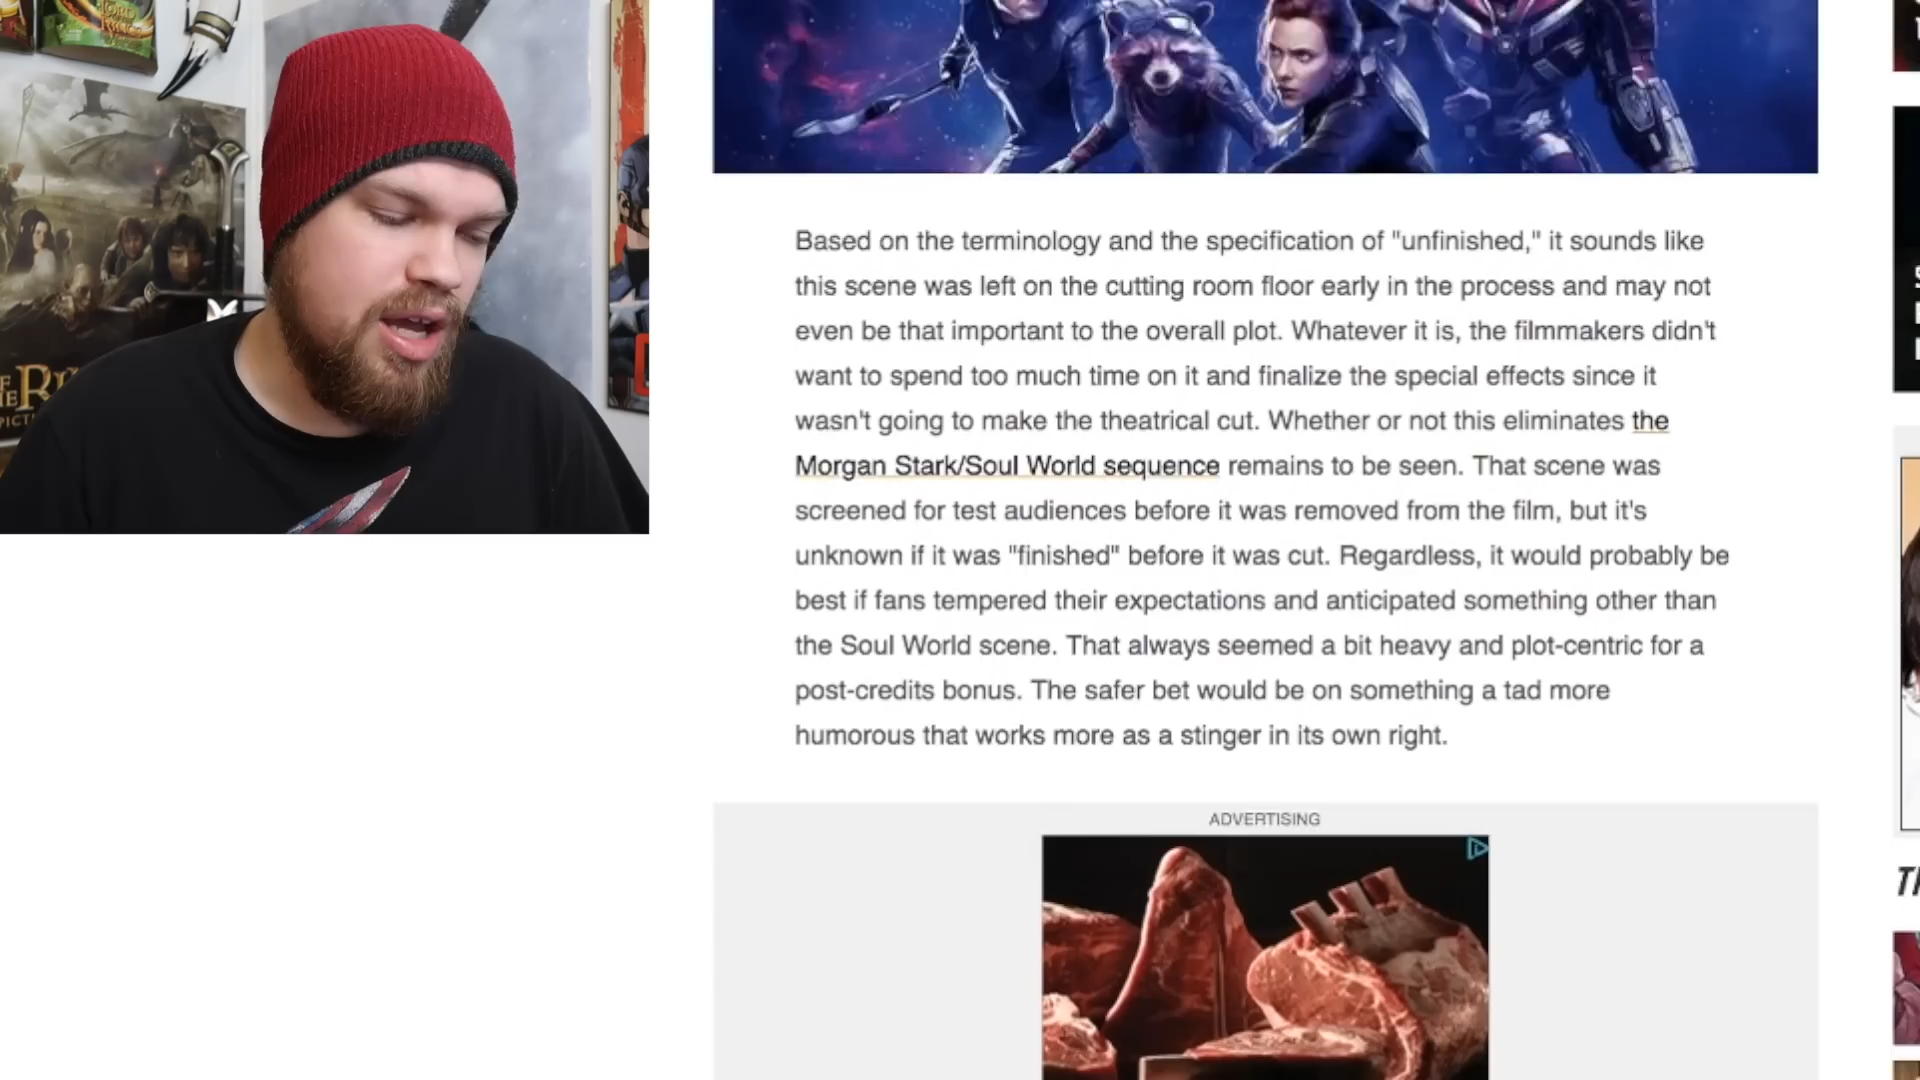 LORD
RINGS
Based on the terminology and the specification of "unfinished," it sounds like
this scene was left on the cutting room floor early in the process and may not
even be that important to the overall plot. Whatever it is, the filmmakers didn't
want to spend too much time on it and finalize the special effects since it
wasn't going to make the theatrical cut. Whether or not this eliminates the
Morgan Stark/Soul World sequence remains to be seen. That scene was
screened for test audiences before it was removed from the film, but it's
unknown if it was "finished" before it was cut. Regardless, it would probably be
best if fans tempered their expectations and anticipated something other than
the Soul World scene. That always seemed a bit heavy and plot-centric for a
post-credits bonus. The safer bet would be on something a tad more
humorous that works more as a stinger in its own right.
ADVERTISING